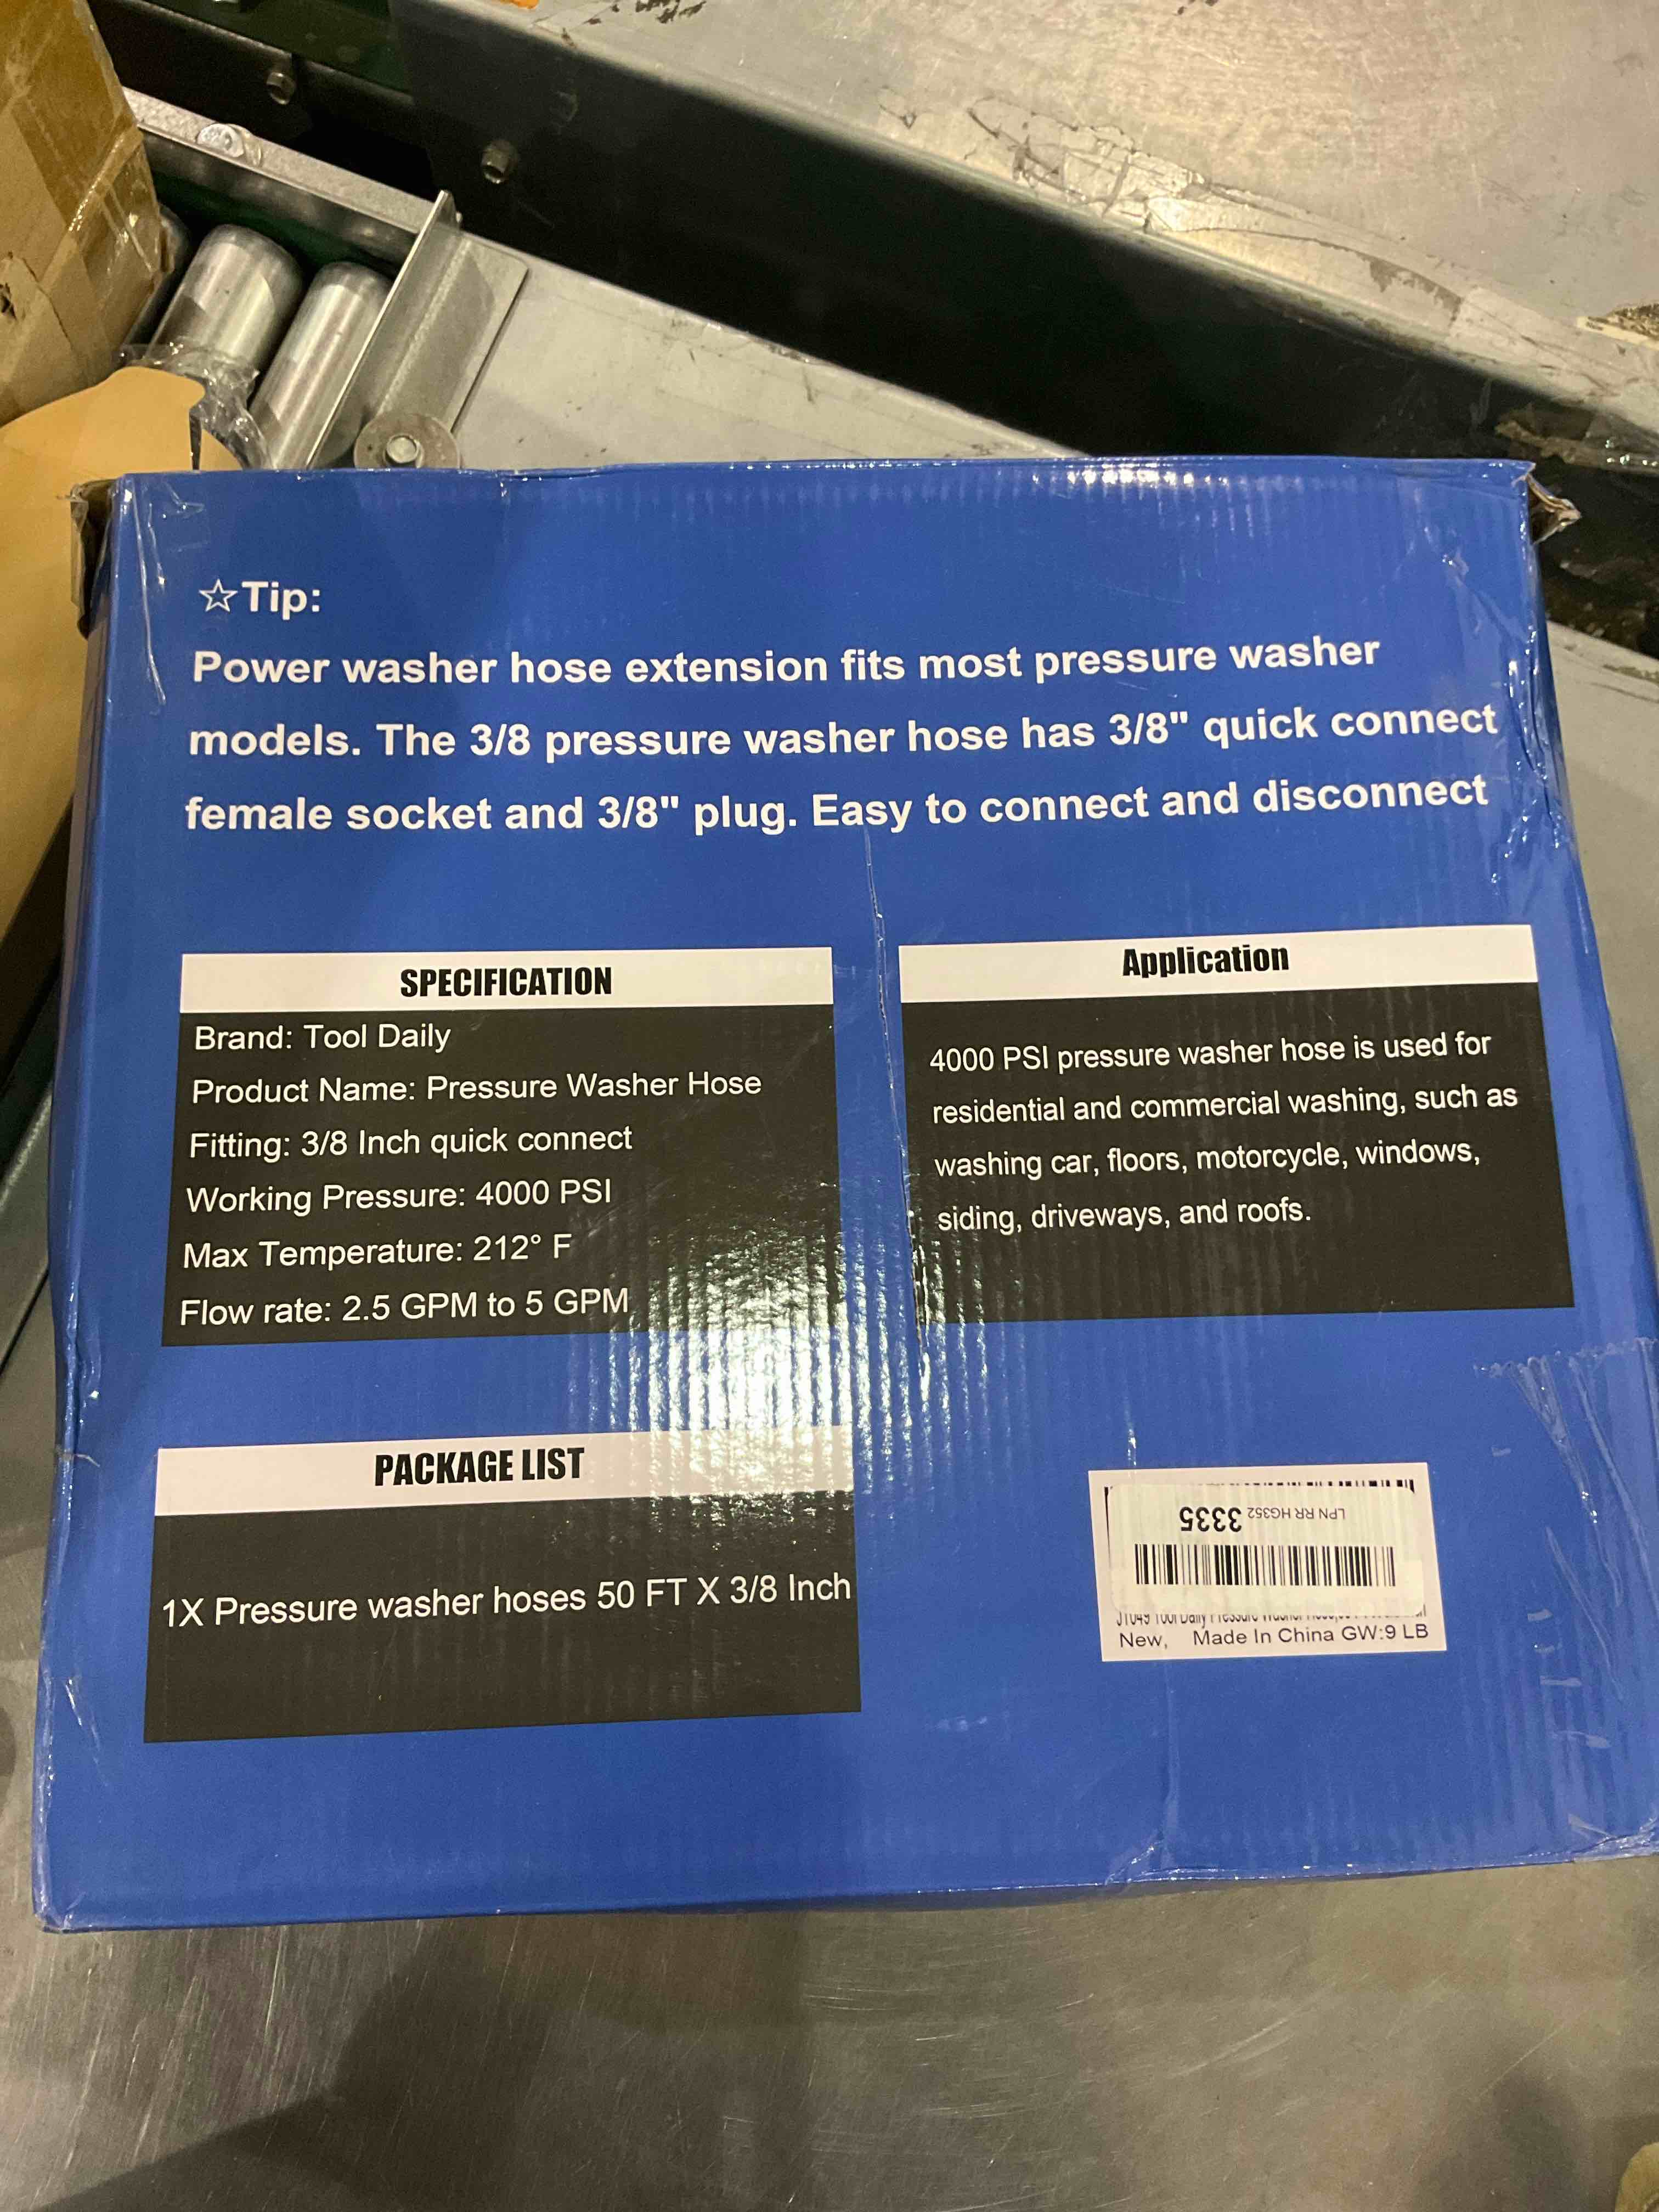 ☆Tip:
Power washer hose extension fits most pressure washer
models. The 3/8 pressure washer hose has 3/8" quick connect
female socket and 3/8" plug. Easy to connect and disconnect
SPECIFICATION
Brand: Tool Daily
Product Name: Pressure Washer Hose
Fitting: 3/8 Inch quick connect
Working Pressure: 4000 PSI
Max Temperature: 212° F
Flow rate: 2.5 GPM to 5 GPM
Application
4000 PSI pressure washer hose is used for
residential and commercial washing, such as
washing car, floors, motorcycle, windows,
siding, driveways, and roofs.
PACKAGE LIST
1X Pressure washer hoses 50 FT X 3/8 Inch
LPN RR HG352 3335
Tool Daily Pressure Washer
New, Made In China GW:9 LB